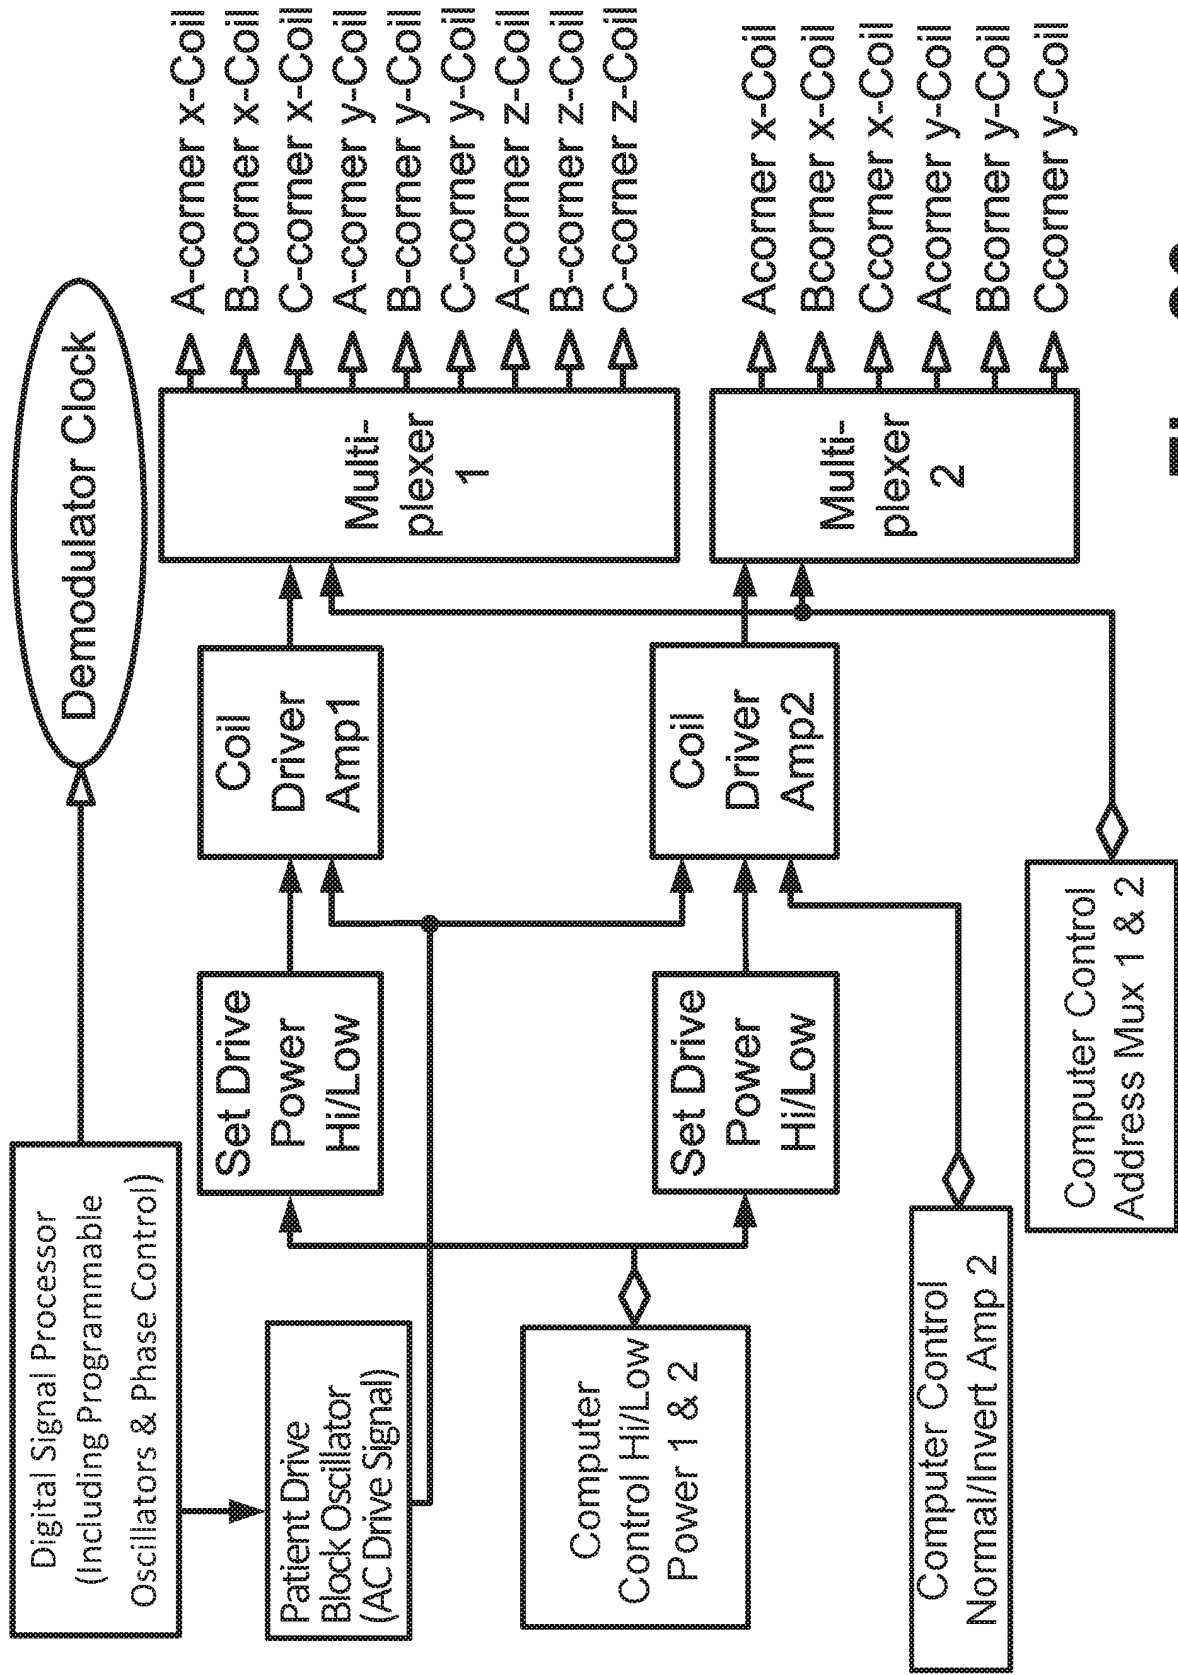 Digital Signal Processor
(Including Programmable
Oscillators & Phase Control)
Demodulator Clock
Patient Drive
Block Oscillator
(AC Drive Signal)
Set Drive
Power
Hi/Low
Coil
Driver
Amp1
Multi-
plexer
1
A-corner x-Coil
B-corner x-Coil
C-corner x-Coil
A-corner y-Coil
B-corner y-Coil
C-corner y-Coil
A-corner z-Coil
B-corner z-Coil
C-corner z-Coil
Computer
Control Hi/Low
Power 1 & 2
Set Drive
Power
Hi/Low
Coil
Driver
Amp2
Multi-
plexer
2
Acorner x-Coil
Bcorner x-Coil
Ccorner x-Coil
Acorner y-Coil
Bcorner y-Coil
Ccorner y-Coil
Computer Control
Normal/Invert Amp 2
Computer Control
Address Mux 1 & 2